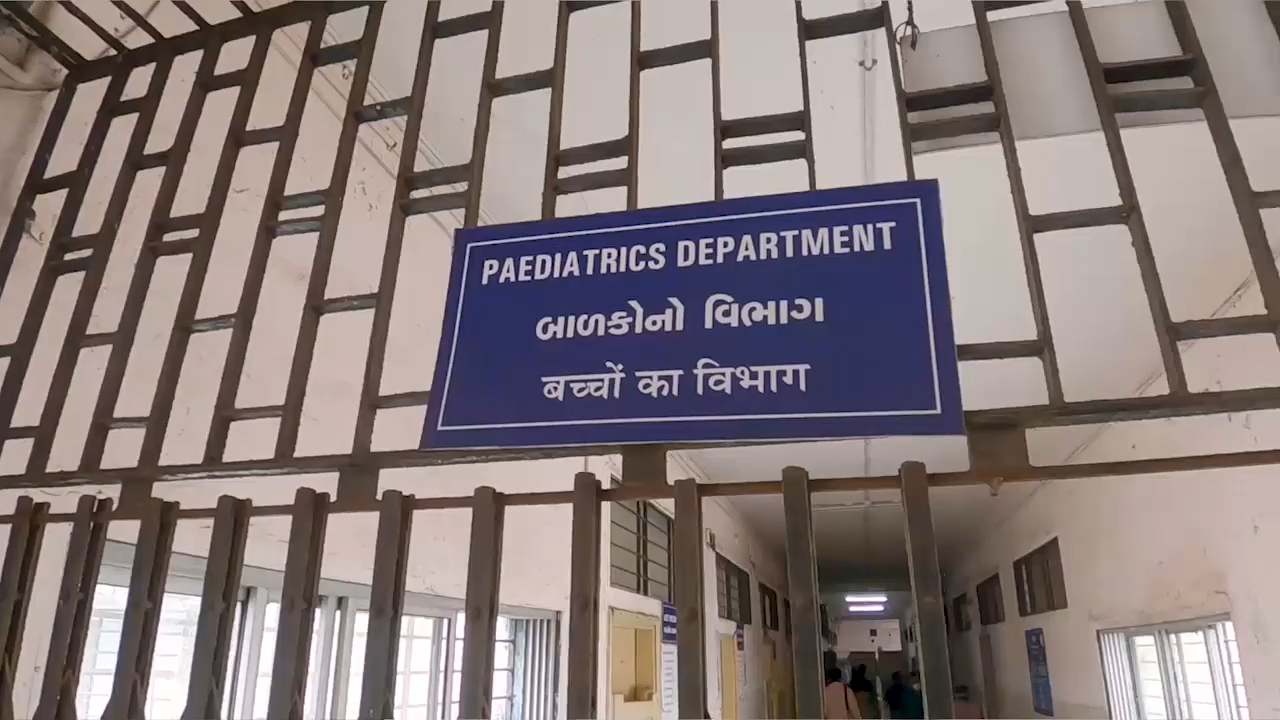 PAEDIATRICS DEPARTMENT
બાળકોનો વિભાગ
बच्चों का विभाग